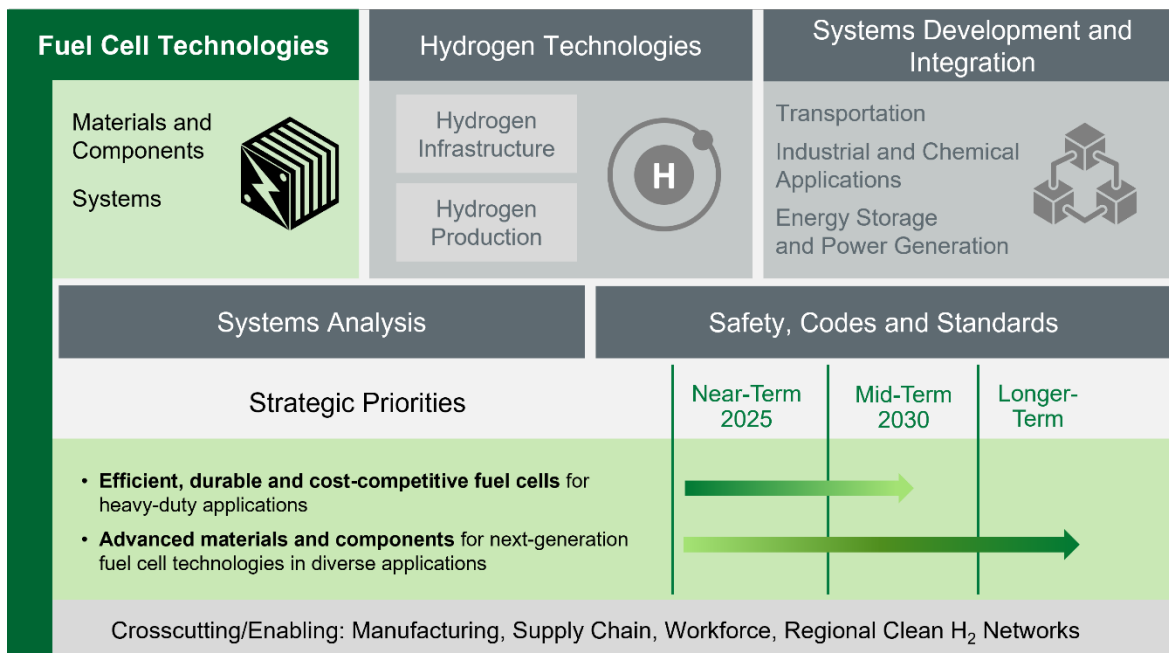 Fuel Cell Technologies
Materials and
Components
Systems
Hydrogen Technologies
Hydrogen
Infrastructure
Hydrogen
Production
H
Systems Development and
Integration
Transportation
Industrial and Chemical
Applications
Energy Storage
and Power Generation
Systems Analysis
Safety, Codes and Standards
Strategic Priorities
Near-Term
2025
Mid-Term
2030
Longer-
Term
• Efficient, durable and cost-competitive fuel cells for
heavy-duty applications
• Advanced materials and components for next-generation
fuel cell technologies in diverse applications
Crosscutting/Enabling: Manufacturing, Supply Chain, Workforce, Regional Clean H₂ Networks